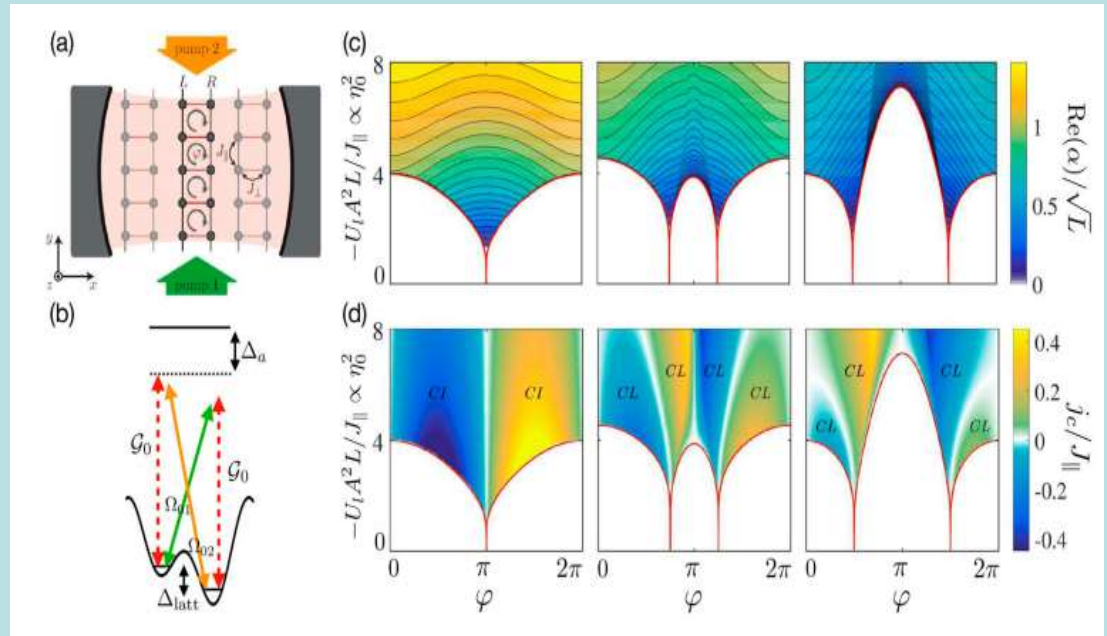 (a)
pump 2
L R
φ
J∥
J⊥
y
z x
pump 1
(b)
Δa
𝒢0
𝒢0
Ω01
Ω02
Δlatt
(c)
−UₗA²L/J∥ ∝ η₀²
8
4
0
Re(α)/√L
1
0.5
0
(d)
−UₗA²L/J∥ ∝ η₀²
8
4
0
CI CI
CL CL CL CL
CL CL CL CL
jc/J∥
0.4
0.2
0
-0.2
-0.4
0 π 2π
0 π 2π
0 π 2π
φ φ φ